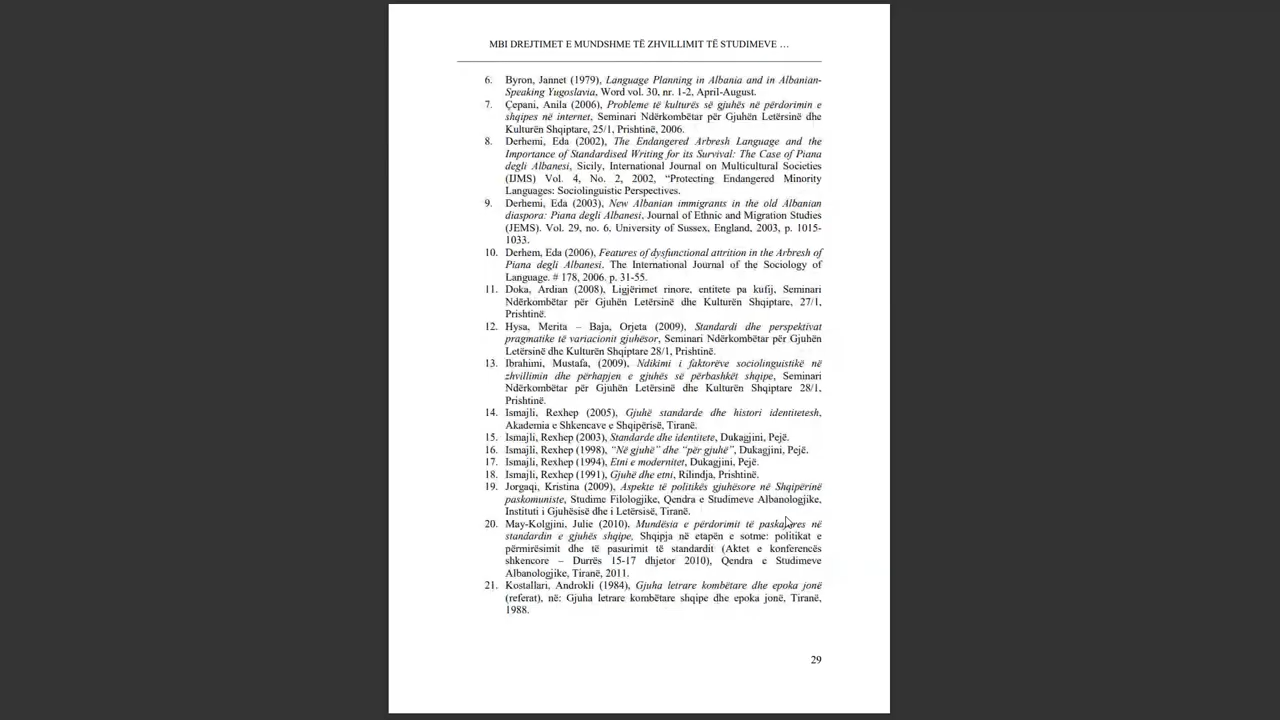 MBI DREJTIMET E MUNDSHME TË ZHVILLIMIT TË STUDIMEVE …
6. Byron, Jannet (1979), Language Planning in Albania and in Albanian-
Speaking Yugoslavia, Word vol. 30, nr. 1-2, April-August.
7. Çepani, Anila (2006), Probleme të kulturës së gjuhës në përdorimin e
shqipes në internet, Seminari Ndërkombëtar për Gjuhën Letërsinë dhe
Kulturën Shqiptare, 25/1, Prishtinë, 2006.
8. Derhemi, Eda (2002), The Endangered Arbresh Language and the
Importance of Standardised Writing for its Survival: The Case of Piana
degli Albanesi, Sicily, International Journal on Multicultural Societies
(IJMS) Vol. 4, No. 2, 2002, “Protecting Endangered Minority
Languages: Sociolinguistic Perspectives.
9. Derhemi, Eda (2003), New Albanian immigrants in the old Albanian
diaspora: Piana degli Albanesi, Journal of Ethnic and Migration Studies
(JEMS). Vol. 29, no. 6, University of Sussex, England, 2003, p. 1015-
1033.
10. Derhem, Eda (2006), Features of dysfunctional attrition in the Arbresh of
Piana degli Albanesi. The International Journal of the Sociology of
Language. # 178, 2006. p. 31-55.
11. Doka, Ardian (2008), Ligjërimet rinore, entitete pa kufij, Seminari
Ndërkombëtar për Gjuhën Letërsinë dhe Kulturën Shqiptare, 27/1,
Prishtinë.
12. Hysa, Merita – Baja, Orjeta (2009), Standardi dhe perspektivat
pragmatike të variacionit gjuhësor, Seminari Ndërkombëtar për Gjuhën
Letërsinë dhe Kulturën Shqiptare 28/1, Prishtinë.
13. Ibrahimi, Mustafa, (2009), Ndikimi i faktorëve sociolinguistikë në
zhvillimin dhe përhapjen e gjuhës së përbashkët shqipe, Seminari
Ndërkombëtar për Gjuhën Letërsinë dhe Kulturën Shqiptare 28/1,
Prishtinë.
14. Ismajli, Rexhep (2005), Gjuhë standarde dhe histori identitetesh,
Akademia e Shkencave e Shqipërisë, Tiranë.
15. Ismajli, Rexhep (2003), Standarde dhe identitete, Dukagjini, Pejë.
16. Ismajli, Rexhep (1998), “Në gjuhë” dhe “për gjuhë”, Dukagjini, Pejë.
17. Ismajli, Rexhep (1994), Etni e modernitet, Dukagjini, Pejë.
18. Ismajli, Rexhep (1991), Gjuhë dhe etni, Rilindja, Prishtinë.
19. Jorgaqi, Kristina (2009), Aspekte të politikës gjuhësore në Shqipërinë
paskomuniste, Studime Filologjike, Qendra e Studimeve Albanologjike,
Instituti i Gjuhësisë dhe i Letërsisë, Tiranë.
20. May-Kolgjini, Julie (2010), Mundësia e përdorimit të paskajores në
standardin e gjuhës shqipe, Shqipja në etapën e sotme: politikat e
përmirësimit dhe të pasurimit të standardit (Aktet e konferencës
shkencore – Durrës 15-17 dhjetor 2010), Qendra e Studimeve
Albanologjike, Tiranë, 2011.
21. Kostallari, Androkli (1984), Gjuha letrare kombëtare dhe epoka jonë
(referat), në: Gjuha letrare kombëtare shqipe dhe epoka jonë, Tiranë,
1988.
29